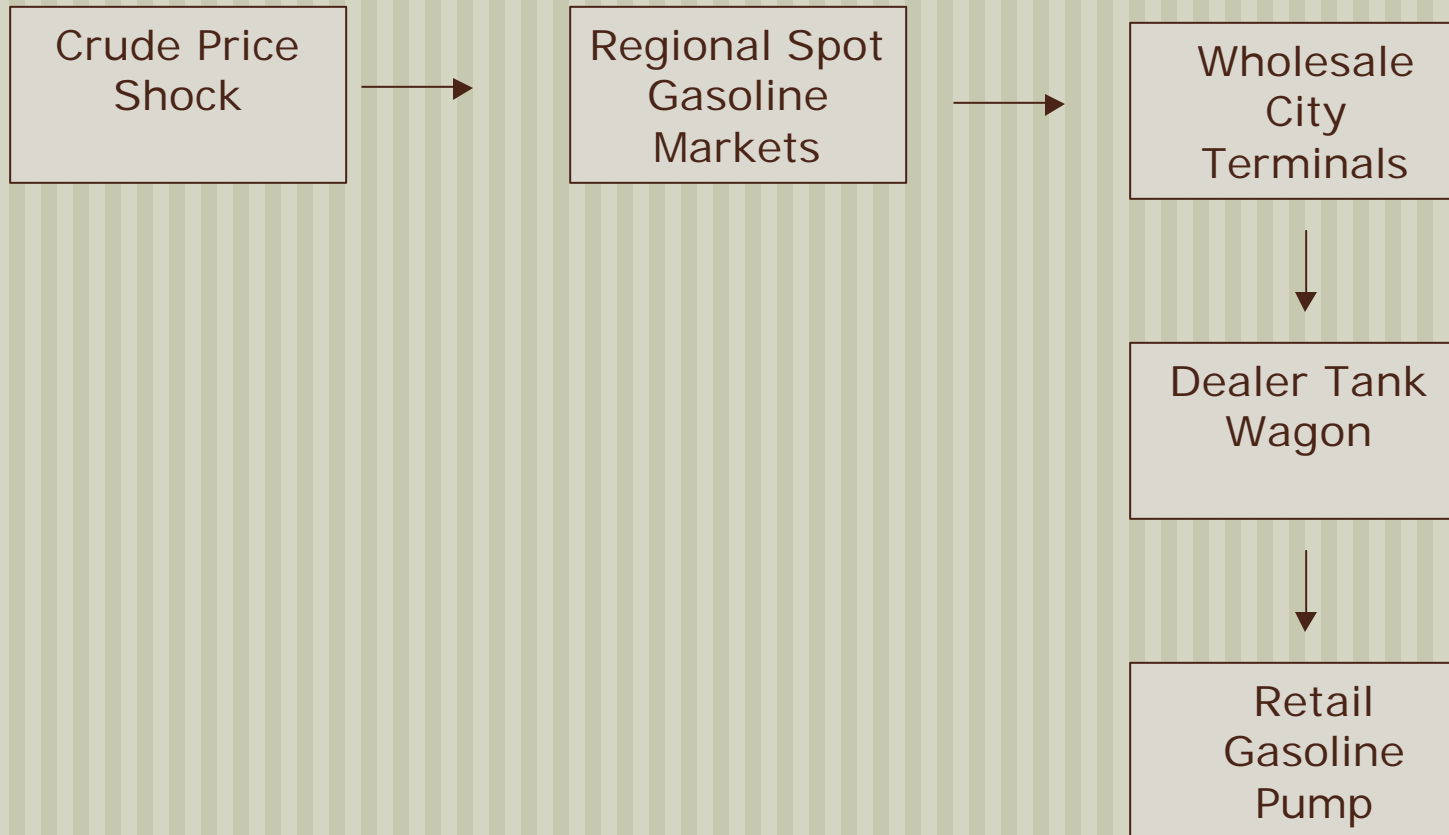 Crude Price
Shock
Regional Spot
Gasoline
Markets
Wholesale
City
Terminals
Dealer Tank
Wagon
Retail
Gasoline
Pump